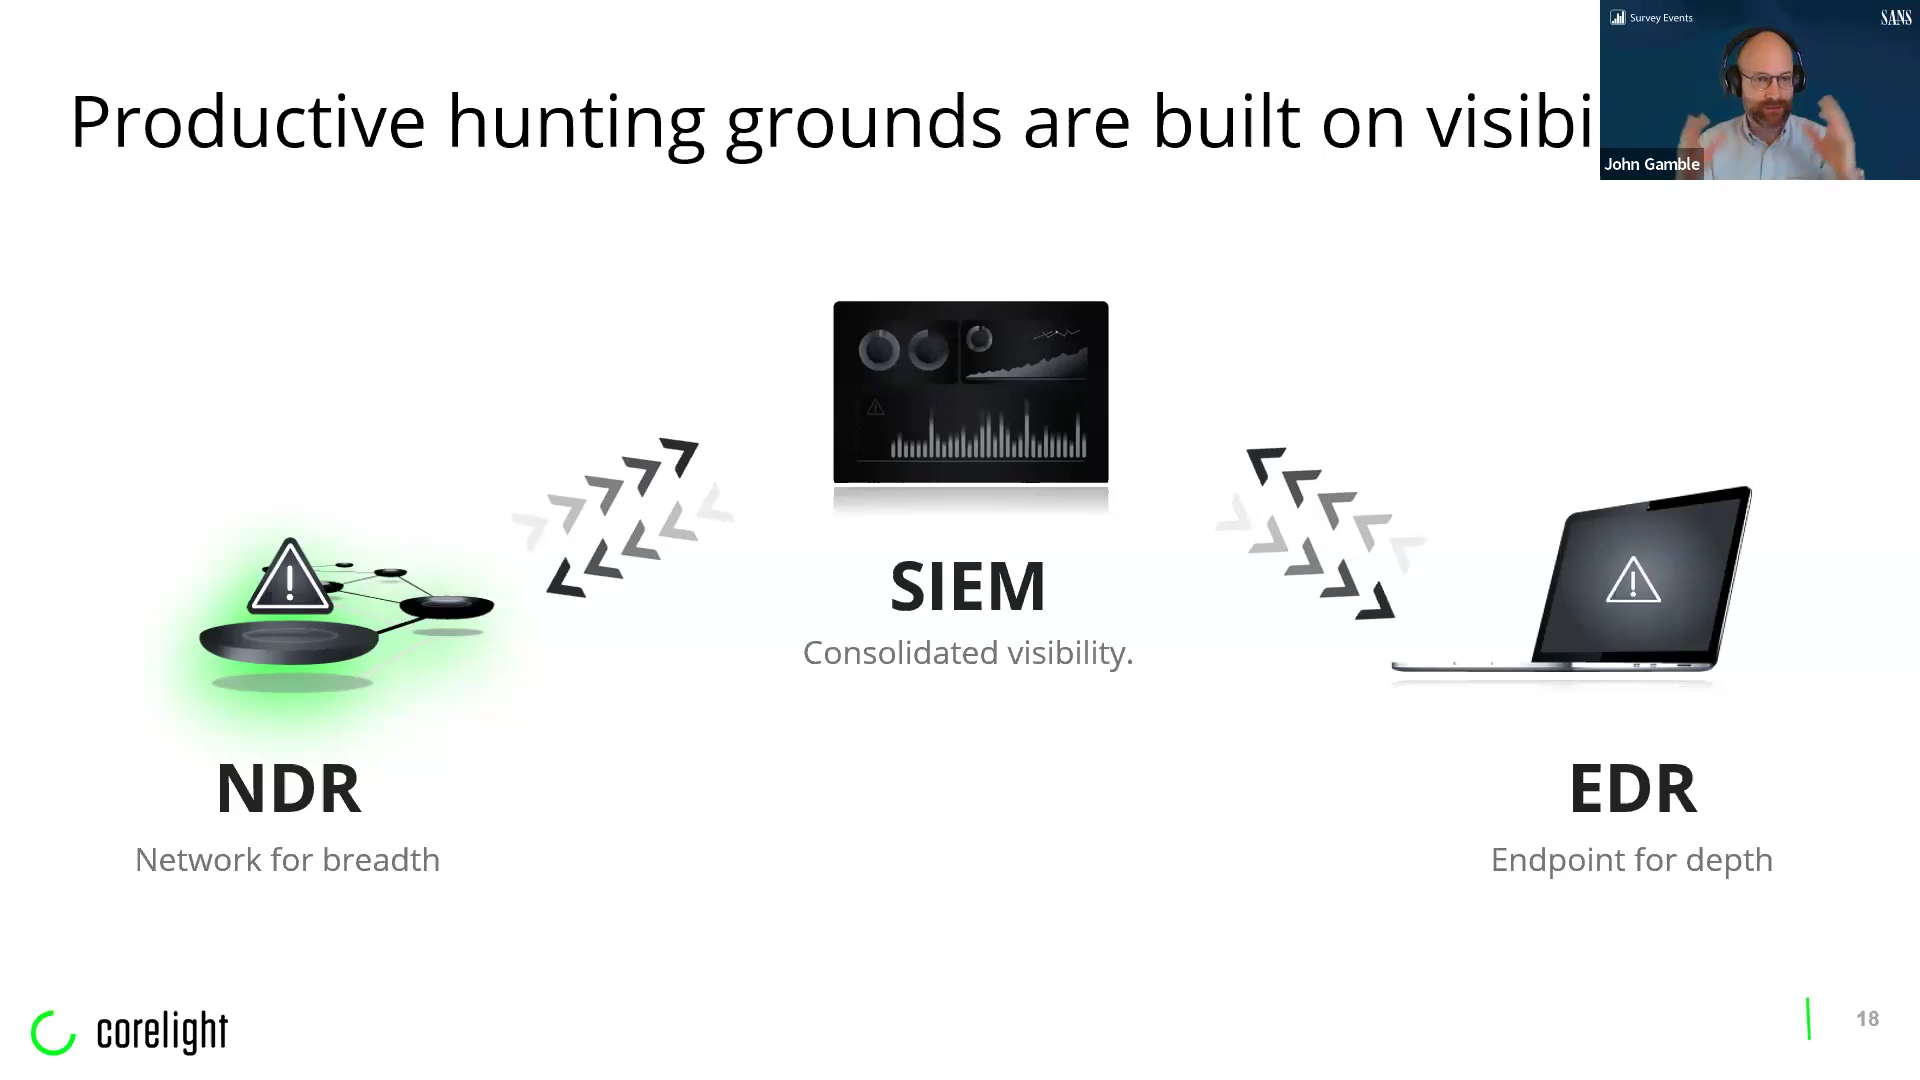 Productive hunting grounds are built on visibi
Survey Events
SANS
John Gamble
SIEM
Consolidated visibility.
NDR
Network for breadth
EDR
Endpoint for depth
corelight
18